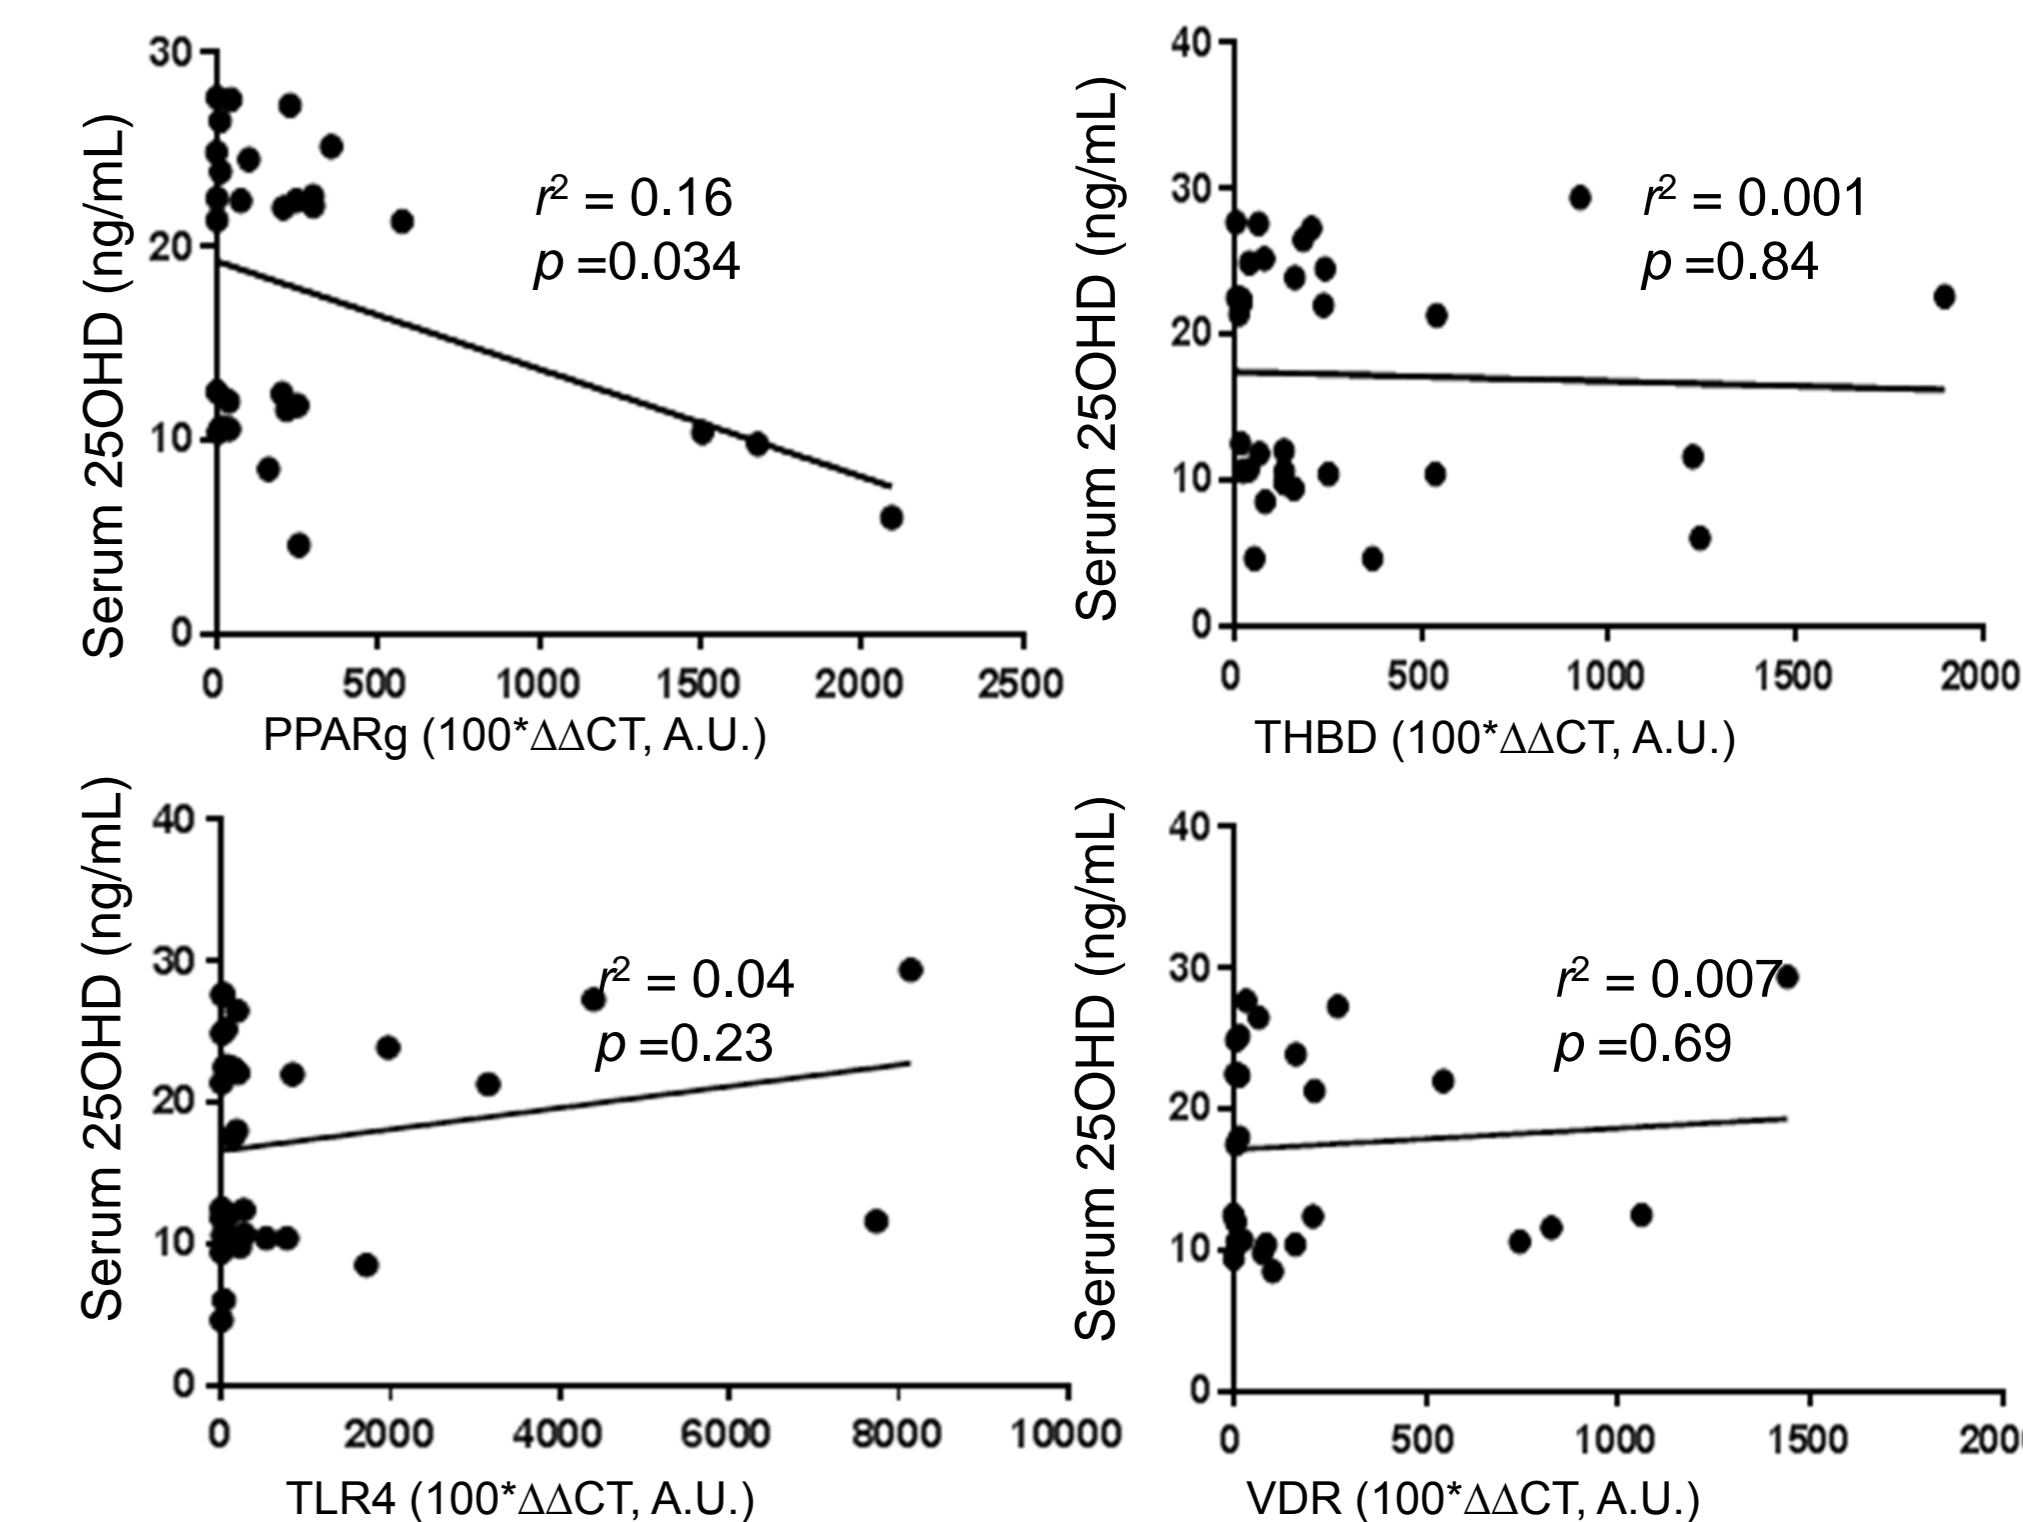 Serum 25OHD (ng/mL)
30
20
10
0
r² = 0.16
p =0.034
0 500 1000 1500 2000 2500
PPARg (100*ΔΔCT, A.U.)
Serum 25OHD (ng/mL)
40
30
20
10
0
r² = 0.001
p =0.84
0 500 1000 1500 2000
THBD (100*ΔΔCT, A.U.)
Serum 25OHD (ng/mL)
40
30
20
10
0
r² = 0.04
p =0.23
0 2000 4000 6000 8000 10000
TLR4 (100*ΔΔCT, A.U.)
Serum 25OHD (ng/mL)
40
30
20
10
0
r² = 0.007
p =0.69
0 500 1000 1500
VDR (100*ΔΔCT, A.U.)